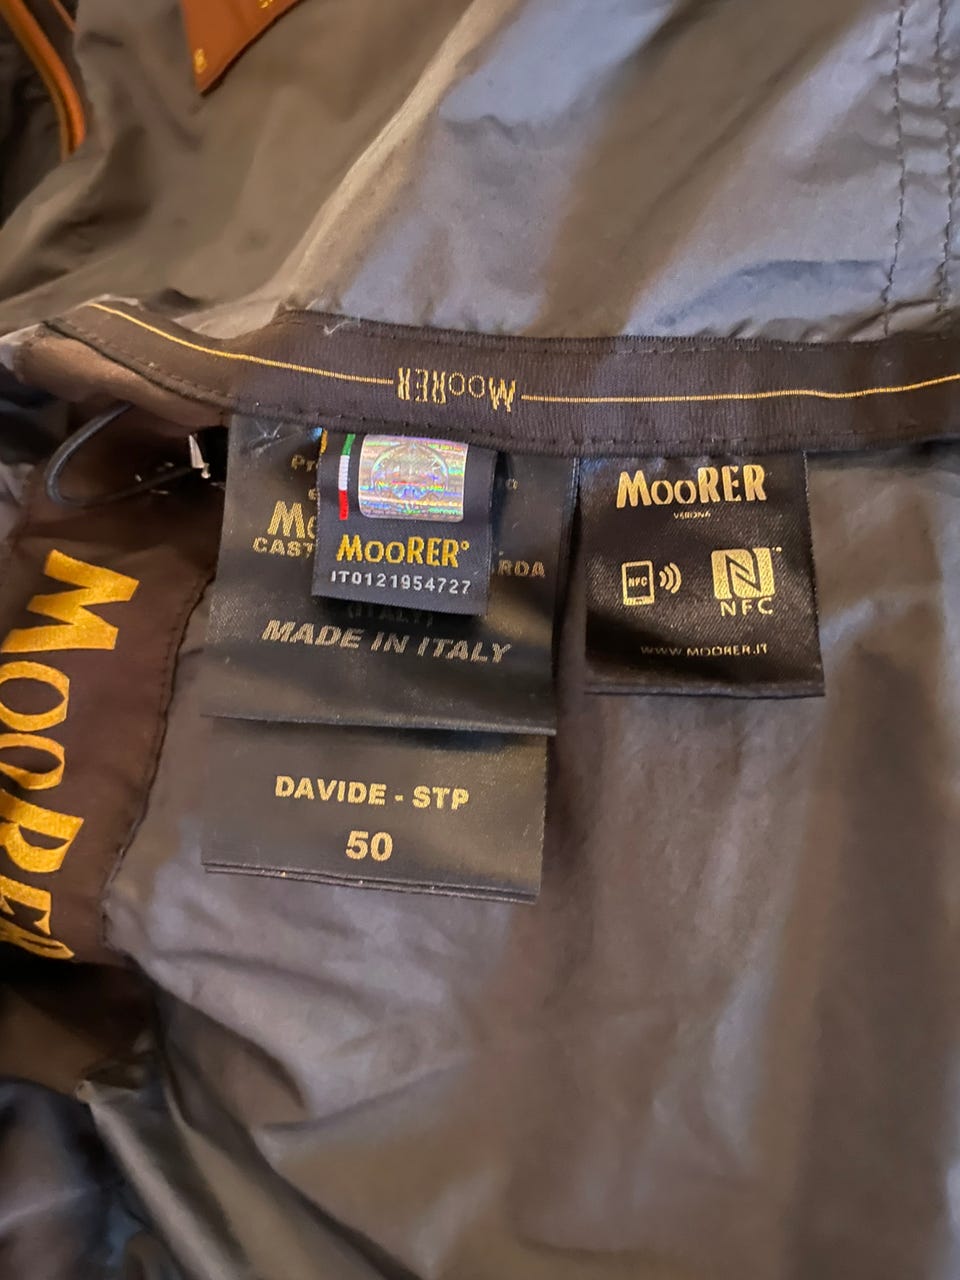 MOORER
MOORER
VERONA
NFC
NFC
WWW.MOORER.IT
MOORER
IT0121954727
MADE IN ITALY
DAVIDE - STP
50
MOORER